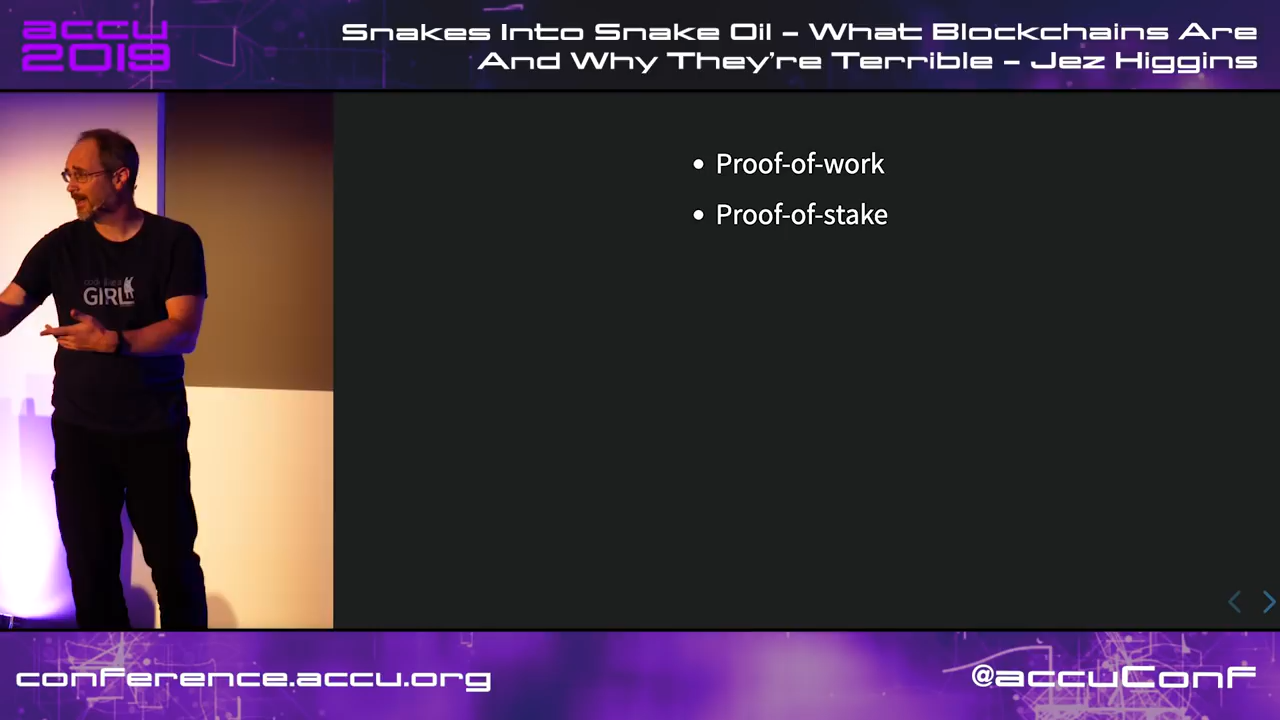 accu
2019
Snakes Into Snake Oil – What Blockchains Are
And Why They're Terrible – Jez Higgins
GIRL
• Proof-of-work
• Proof-of-stake
conference.accu.org
@accuConf